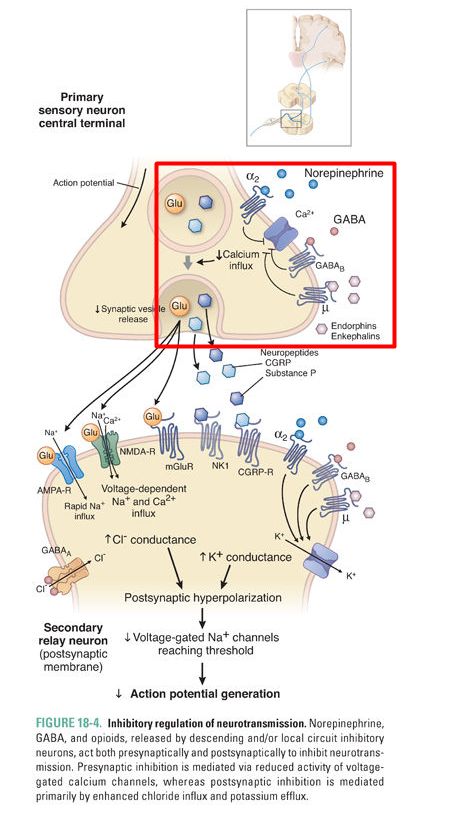 Primary
sensory neuron
central terminal
Action potential
Glu
α2
Norepinephrine
Ca2+
GABA
↓Calcium
influx
GABAB
μ
Endorphins
Enkephalins
↓Synaptic vesicle
release
Glu
Neuropeptides
CGRP
Substance P
Na+
Glu
AMPA-R
Rapid Na+
influx
Na+
Ca2+
Glu
NMDA-R
Voltage-dependent
Na+ and Ca2+
influx
Glu
mGluR
NK1
CGRP-R
α2
GABAB
μ
K+
K+
GABAA
Cl-
Cl-
↑Cl- conductance
↑K+ conductance
Postsynaptic hyperpolarization
Secondary
relay neuron
(postsynaptic
membrane)
↓Voltage-gated Na+ channels
reaching threshold
↓ Action potential generation
FIGURE 18-4. Inhibitory regulation of neurotransmission. Norepinephrine,
GABA, and opioids, released by descending and/or local circuit inhibitory
neurons, act both presynaptically and postsynaptically to inhibit neurotrans-
mission. Presynaptic inhibition is mediated via reduced activity of voltage-
gated calcium channels, whereas postsynaptic inhibition is mediated
primarily by enhanced chloride influx and potassium efflux.